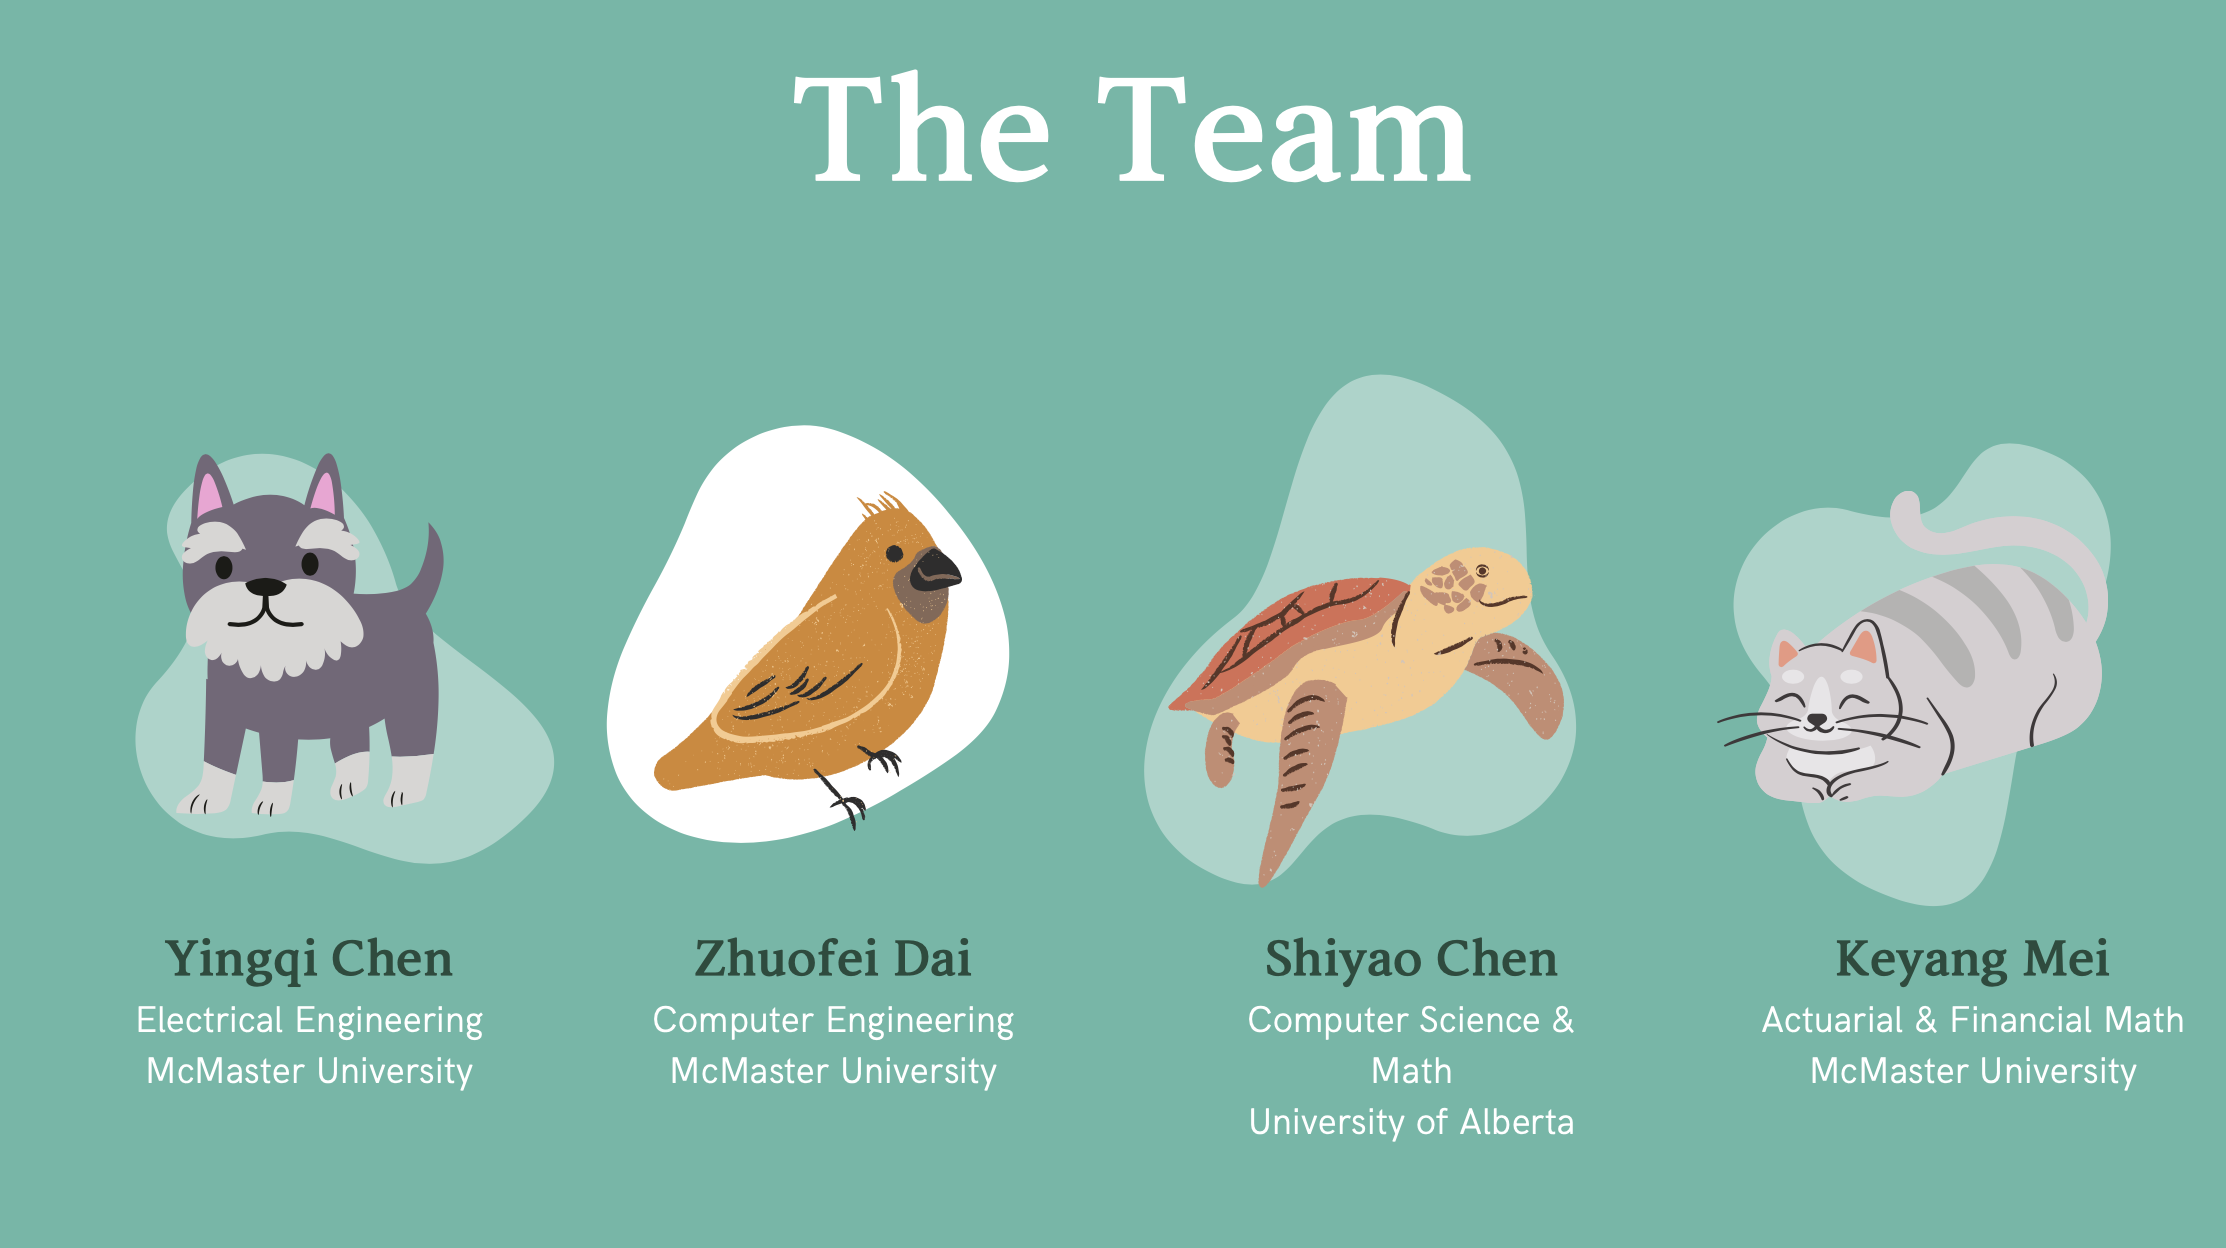 The Team
Yingqi Chen
Electrical Engineering
McMaster University
Zhuofei Dai
Computer Engineering
McMaster University
Shiyao Chen
Computer Science &
Math
University of Alberta
Keyang Mei
Actuarial & Financial Math
McMaster University